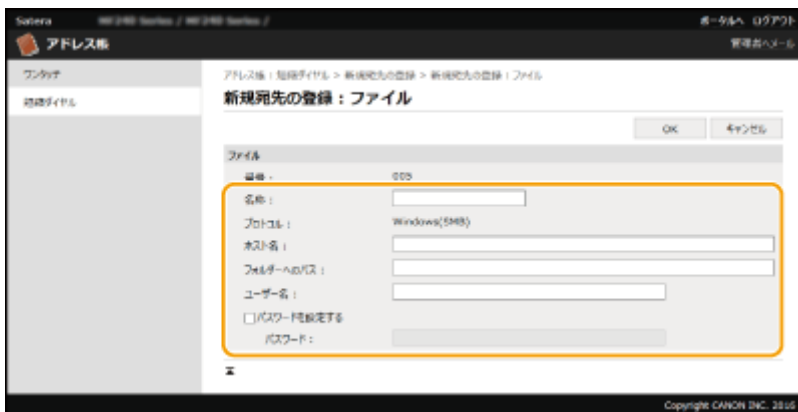 Satera
ポータルへ ログアウト
アドレス帳
管理者へメール
ワンタッチ
短縮ダイヤル
アドレス帳 : 短縮ダイヤル > 新規宛先の登録 > 新規宛先の登録 : ファイル
新規宛先の登録 : ファイル
OK キャンセル
ファイル
番号 : 005
名称 :
プロトコル : Windows(SMB)
ホスト名 :
フォルダーへのパス :
ユーザー名 :
パスワードを設定する
パスワード :
Copyright CANON INC. 2016